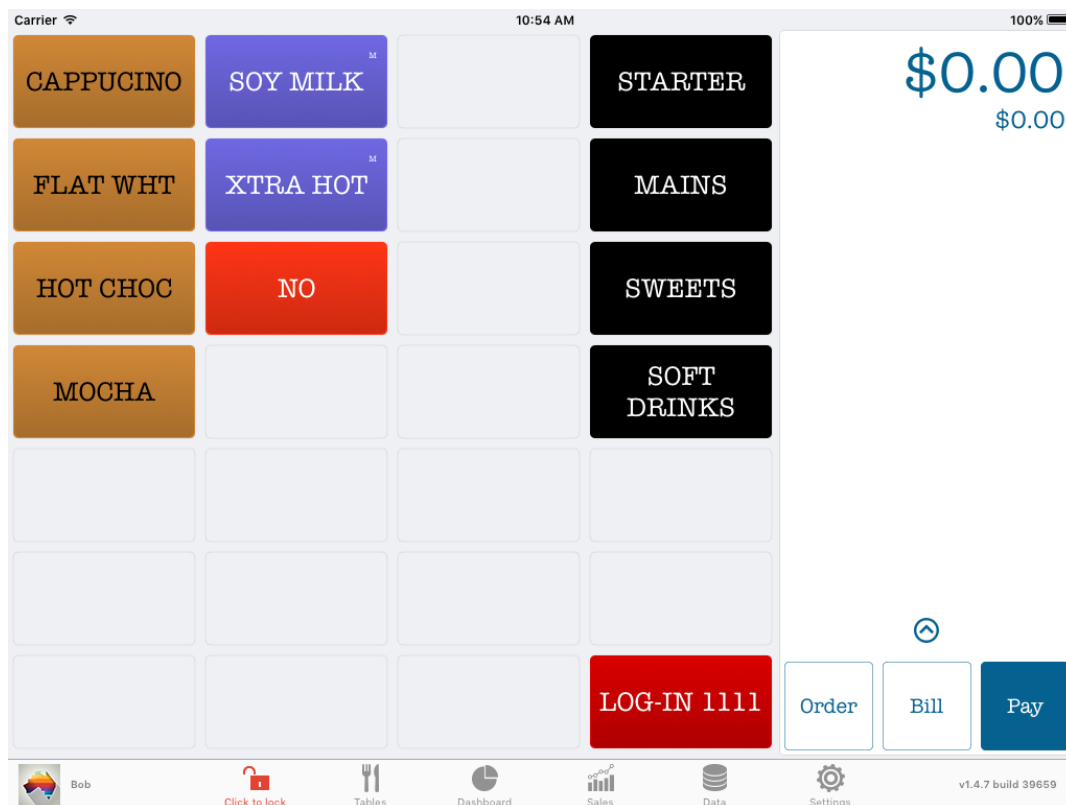 Carrier
10:54 AM
100%
CAPPUCINO
SOY MILK
M
STARTER
$0.00
$0.00
FLAT WHT
XTRA HOT
M
MAINS
HOT CHOC
NO
SWEETS
MOCHA
SOFT
DRINKS
LOG-IN 1111
Order
Bill
Pay
Bob
Click to lock
Tables
Dashboard
Sales
Data
Settings
v1.4.7 build 39659